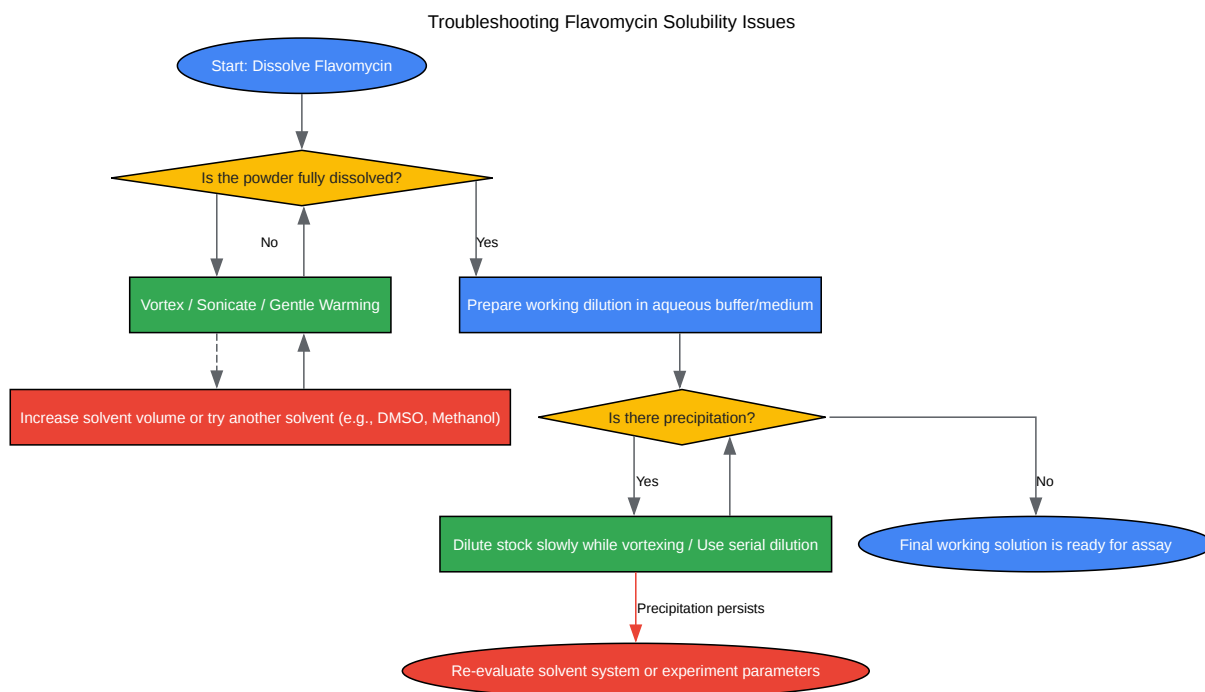 Troubleshooting Flavomycin Solubility Issues
Start: Dissolve Flavomycin
Is the powder fully dissolved?
No
Yes
Vortex / Sonicate / Gentle Warming
Prepare working dilution in aqueous buffer/medium
Increase solvent volume or try another solvent (e.g., DMSO, Methanol)
Is there precipitation?
Yes
No
Dilute stock slowly while vortexing / Use serial dilution
Final working solution is ready for assay
Precipitation persists
Re-evaluate solvent system or experiment parameters